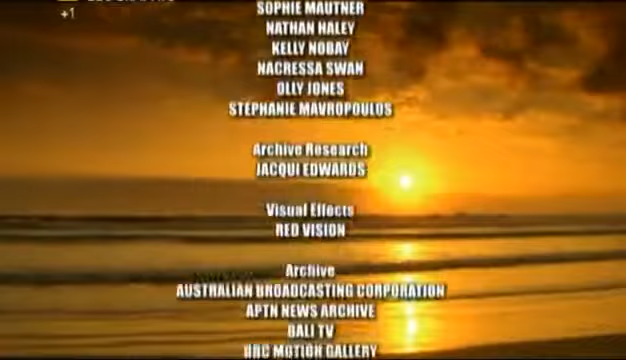 +1
SOPHIE MAUTNER
NATHAN HALEY
KELLY NOBAY
NACRESSA SWAN
OLLY JONES
STEPHANIE MAVROPOULOS
Archive Research
JACQUI EDWARDS
Visual Effects
RED VISION
Archive
AUSTRALIAN BROADCASTING CORPORATION
APTN NEWS ARCHIVE
BALI TV
BBC MOTION GALLERY